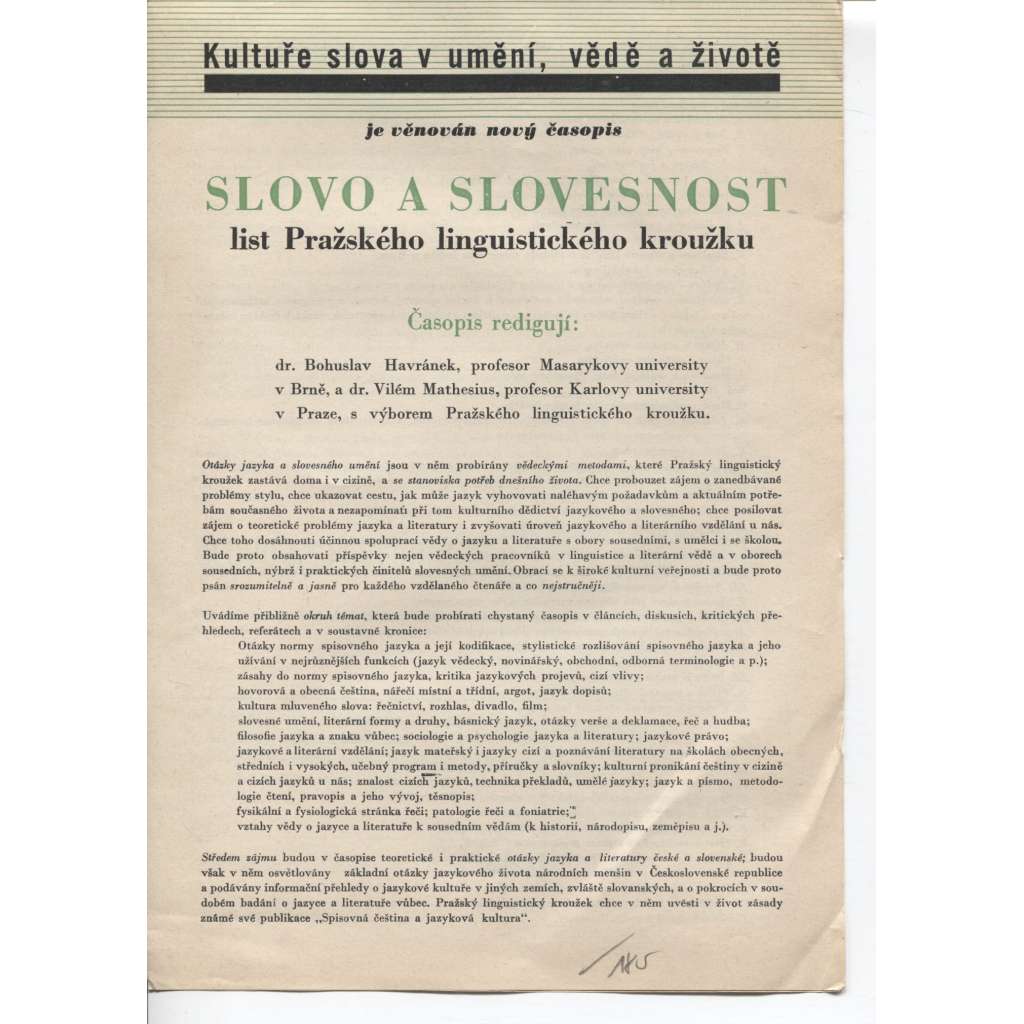 Kultuře slova v umění, vědě a životě
je věnován nový časopis
SLOVO A SLOVESNOST
list Pražského linguistického kroužku
Časopis redigují:
dr. Bohuslav Havránek, profesor Masarykovy university
v Brně, a dr. Vilém Mathesius, profesor Karlovy university
v Praze, s výborem Pražského linguistického kroužku.
Otázky jazyka a slovesného umění jsou v něm probírány vědeckými metodami, které Pražský linguistický
kroužek zastává doma i v cizině, a se stanoviska potřeb dnešního života. Chce probouzet zájem o zanedbávané
problémy stylu, chce ukazovat cestu, jak může jazyk vyhovovati naléhavým požadavkům a aktuálním potře-
bám současného života a nezapomínati při tom kulturního dědictví jazykového a slovesného; chce posilovat
zájem o teoretické problémy jazyka a literatury i zvyšovati úroveň jazykového a literárního vzdělání u nás.
Chce toho dosáhnouti účinnou spoluprací vědy o jazyku a literatuře s obory sousedními, s umělci i se školou.
Bude proto obsahovati příspěvky nejen vědeckých pracovníků v linguistice a literární vědě a v oborech
sousedních, nýbrž i praktických činitelů slovesných umění. Obrací se k široké kulturní veřejnosti a bude proto
psán srozumitelně a jasně pro každého vzdělaného čtenáře a co nejstručněji.
Uvádíme přibližně okruh témat, která bude probírati chystaný časopis v článcích, diskusích, kritických pře-
hledech, referátech a v soustavné kronice:
Otázky normy spisovného jazyka a její kodifikace, stylistické rozlišování spisovného jazyka a jeho
užívání v nejrůznějších funkcích (jazyk vědecký, novinářský, obchodní, odborná terminologie a p.);
zásahy do normy spisovného jazyka, kritika jazykových projevů, cizí vlivy;
hovorová a obecná čeština, nářečí místní a třídní, argot, jazyk dopisů;
kultura mluveného slova: řečnictví, rozhlas, divadlo, film;
slovesné umění, literární formy a druhy, básnický jazyk, otázky verše a deklamace, řeč a hudba;
filosofie jazyka a znaku vůbec; sociologie a psychologie jazyka a literatury; jazykové právo;
jazykové a literární vzdělání; jazyk mateřský i jazyky cizí a poznávání literatury na školách obecných,
středních i vysokých, učebný program i metody, příručky a slovníky; kulturní pronikání češtiny v cizině
a cizích jazyků u nás; znalost cizích jazyků, technika překladů, umělé jazyky; jazyk a písmo, metodo-
logie čtení, pravopis a jeho vývoj, těsnopis;
fysikální a fysiologická stránka řeči; patologie řeči a foniatrie;
vztahy vědy o jazyce a literatuře k sousedním vědám (k historii, národopisu, zeměpisu a j.).
Středem zájmu budou v časopise teoretické i praktické otázky jazyka a literatury české a slovenské; budou
však v něm osvětlovány základní otázky jazykového života národních menšin v Československé republice
a podávány informační přehledy o jazykové kultuře v jiných zemích, zvláště slovanských, a o pokrocích v sou-
dobém badání o jazyce a literatuře vůbec. Pražský linguistický kroužek chce v něm uvésti v život zásady
známé své publikace „Spisovná čeština a jazyková kultura“.